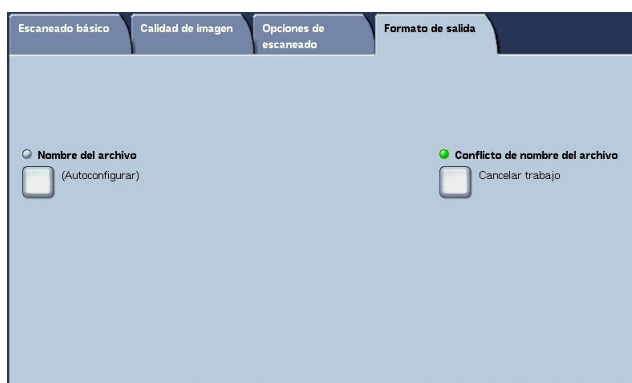 Escaneado básico
Calidad de imagen
Opciones de
escaneado
Formato de salida
Nombre del archivo
(Autoconfigurar)
Conflicto de nombre del archivo
Cancelar trabajo